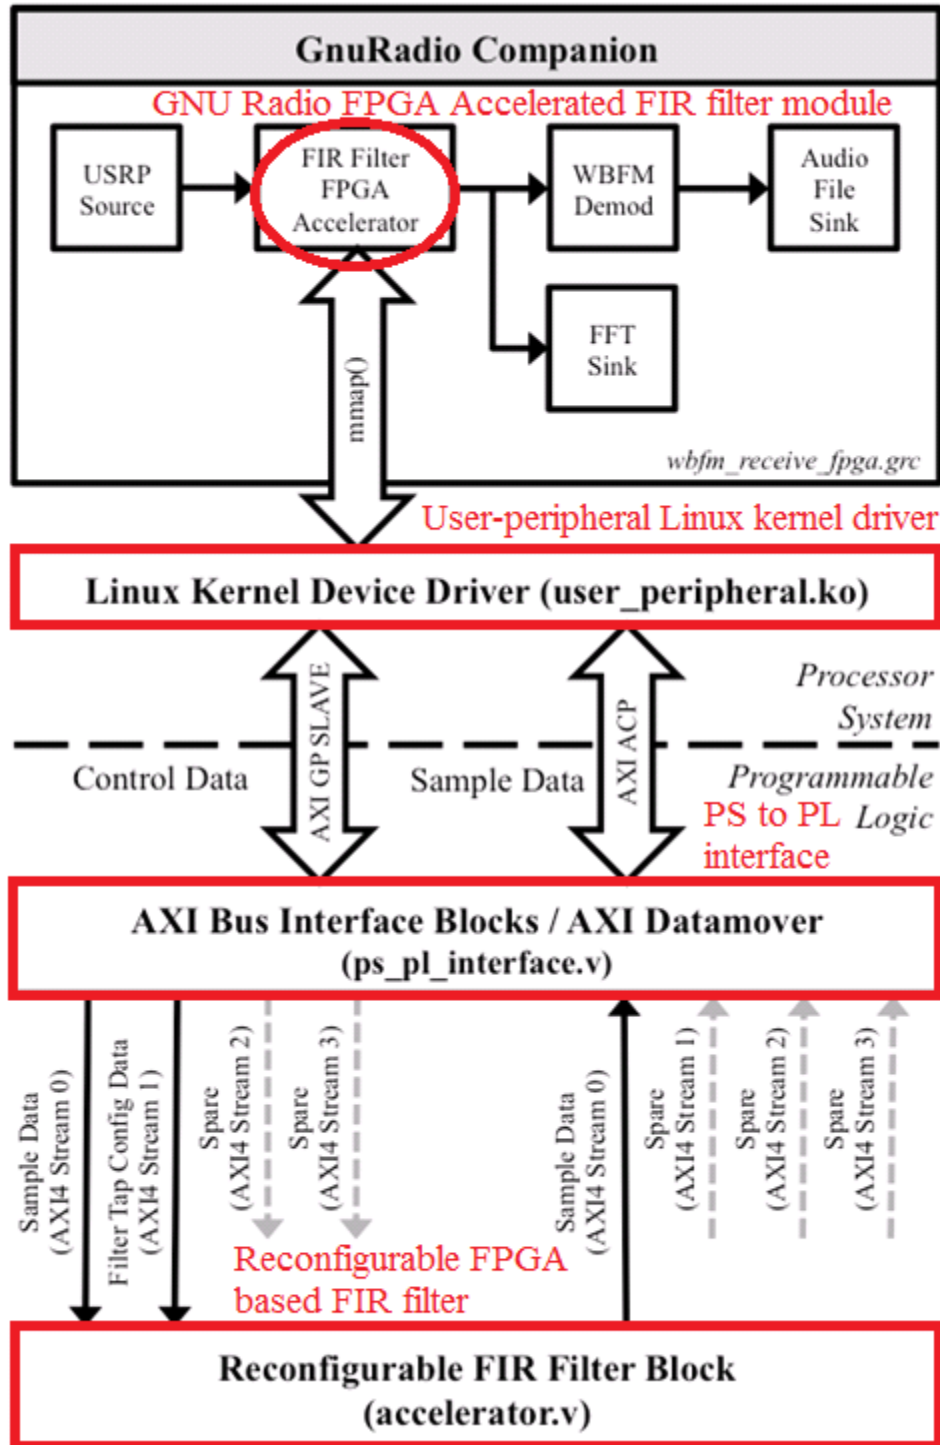 GnuRadio Companion
GNU Radio FPGA Accelerated FIR filter module
USRP
Source
FIR Filter
FPGA
Accelerator
WBFM
Demod
Audio
File
Sink
FFT
Sink
mmap()
wbfm_receive_fpga.grc
User-peripheral Linux kernel driver
Linux Kernel Device Driver (user_peripheral.ko)
AXI GP SLAVE
AXI ACP
Processor
System
Control Data
Sample Data
Programmable
Logic
PS to PL
interface
AXI Bus Interface Blocks / AXI Datamover
(ps_pl_interface.v)
Sample Data
(AXI4 Stream 0)
Filter Tap Config Data
(AXI4 Stream 1)
Spare
(AXI4 Stream 2)
Spare
(AXI4 Stream 3)
Sample Data
(AXI4 Stream 0)
Spare
(AXI4 Stream 1)
Spare
(AXI4 Stream 2)
Spare
(AXI4 Stream 3)
Reconfigurable FPGA
based FIR filter
Reconfigurable FIR Filter Block
(accelerator.v)